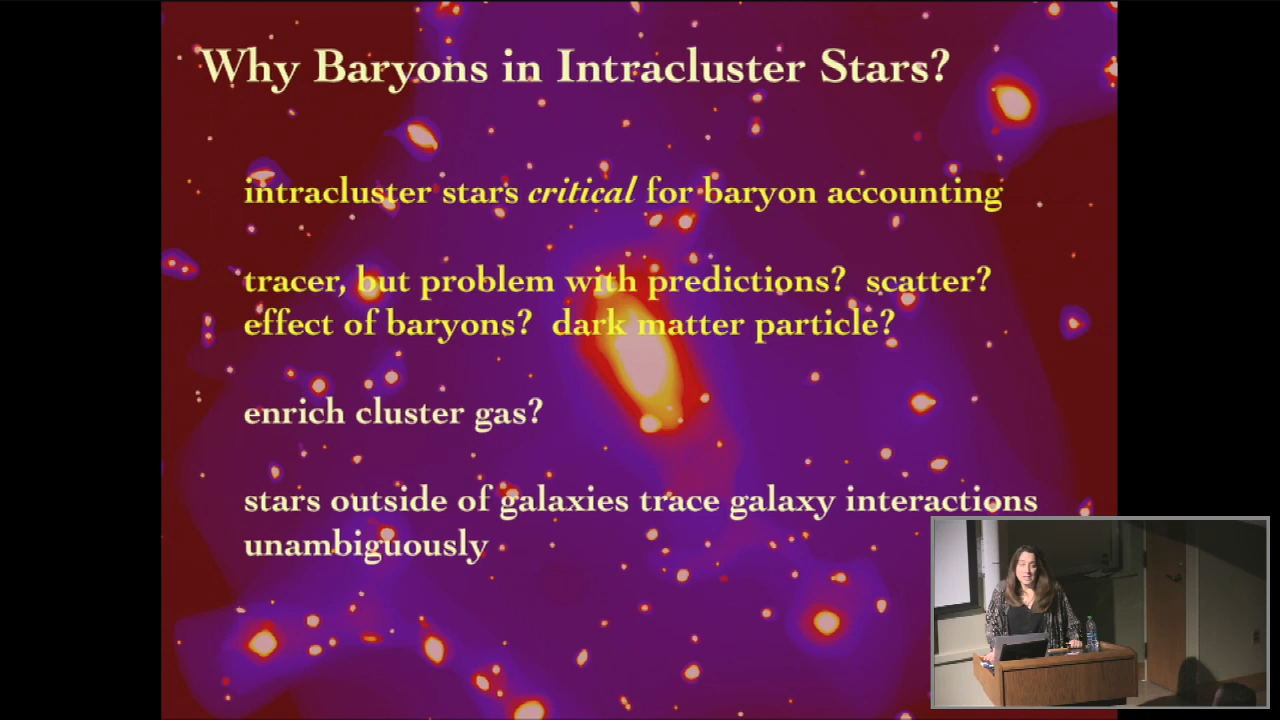 Why Baryons in Intracluster Stars?
intracluster stars critical for baryon accounting
tracer, but problem with predictions? scatter?
effect of baryons? dark matter particle?
enrich cluster gas?
stars outside of galaxies trace galaxy interactions
unambiguously